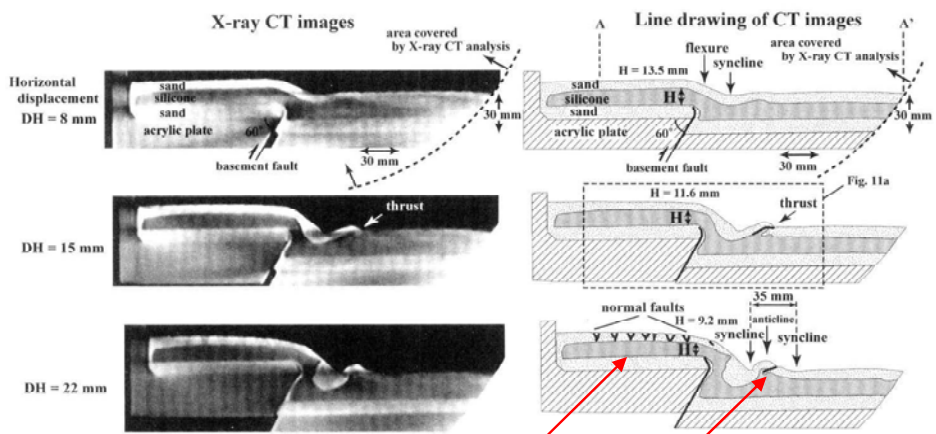 X-ray CT images
area covered
by X-ray CT analysis
Horizontal
displacement
DH = 8 mm
sand
silicone
sand
acrylic plate
60°
basement fault
30 mm
30 mm
thrust
DH = 15 mm
DH = 22 mm
Line drawing of CT images
A
A'
area covered
by X-ray CT analysis
flexure
syncline
H = 13.5 mm
sand
silicone
sand
H
acrylic plate
60°
basement fault
30 mm
30 mm
Fig. 11a
H = 11.6 mm
H
thrust
35 mm
normal faults
anticline
H = 9.2 mm
syncline
syncline
H